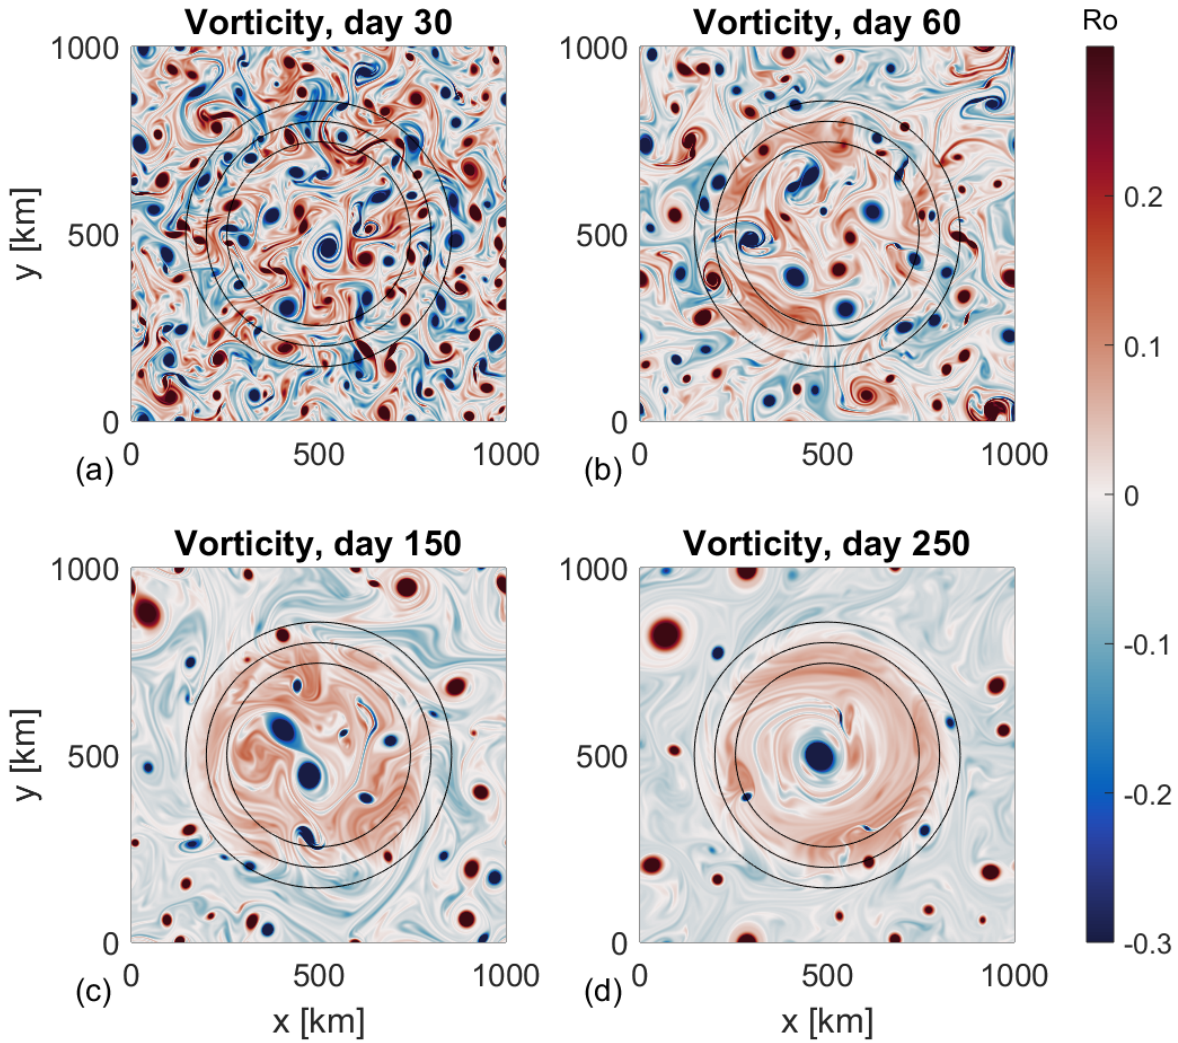 Vorticity, day 30
Vorticity, day 60
Ro
1000
500
0
y [km]
0 500 1000
(a)
1000
500
0
0 500 1000
(b)
0.2
0.1
0
-0.1
-0.2
-0.3
Vorticity, day 150
Vorticity, day 250
1000
500
0
y [km]
0 500 1000
(c)
x [km]
1000
500
0
0 500 1000
(d)
x [km]